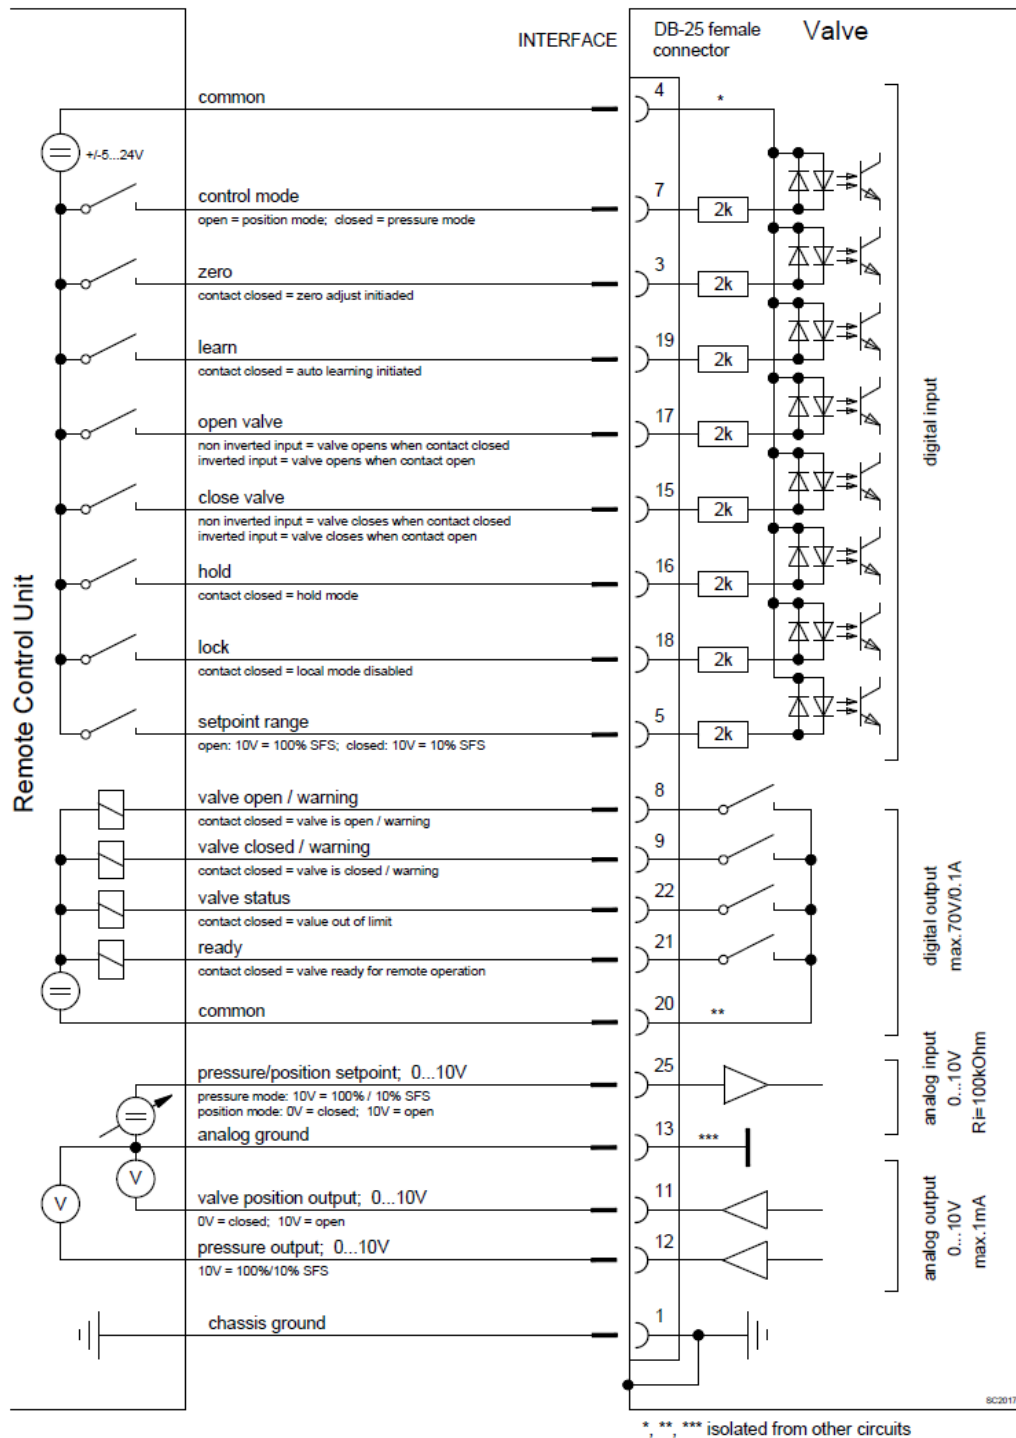 INTERFACE
DB-25 female
connector
Valve
common
4
*
+/-5...24V
control mode
open = position mode; closed = pressure mode
7
2k
zero
contact closed = zero adjust initiaded
3
2k
learn
contact closed = auto learning initiated
19
2k
open valve
non inverted input = valve opens when contact closed
inverted input = valve opens when contact open
17
2k
close valve
non inverted input = valve closes when contact closed
inverted input = valve closes when contact open
15
2k
hold
contact closed = hold mode
16
2k
lock
contact closed = local mode disabled
18
2k
setpoint range
open: 10V = 100% SFS; closed: 10V = 10% SFS
5
2k
digital input
Remote Control Unit
valve open / warning
contact closed = valve is open / warning
8
valve closed / warning
contact closed = valve is closed / warning
9
valve status
contact closed = value out of limit
22
ready
contact closed = valve ready for remote operation
21
common
20
**
digital output
max.70V/0.1A
pressure/position setpoint; 0...10V
pressure mode: 10V = 100% / 10% SFS
position mode: 0V = closed; 10V = open
25
analog input
0...10V
Ri=100kOhm
analog ground
13
***
V
V
valve position output; 0...10V
0V = closed; 10V = open
11
pressure output; 0...10V
10V = 100%/10% SFS
12
analog output
0...10V
max.1mA
chassis ground
1
SC2017
*, **, *** isolated from other circuits